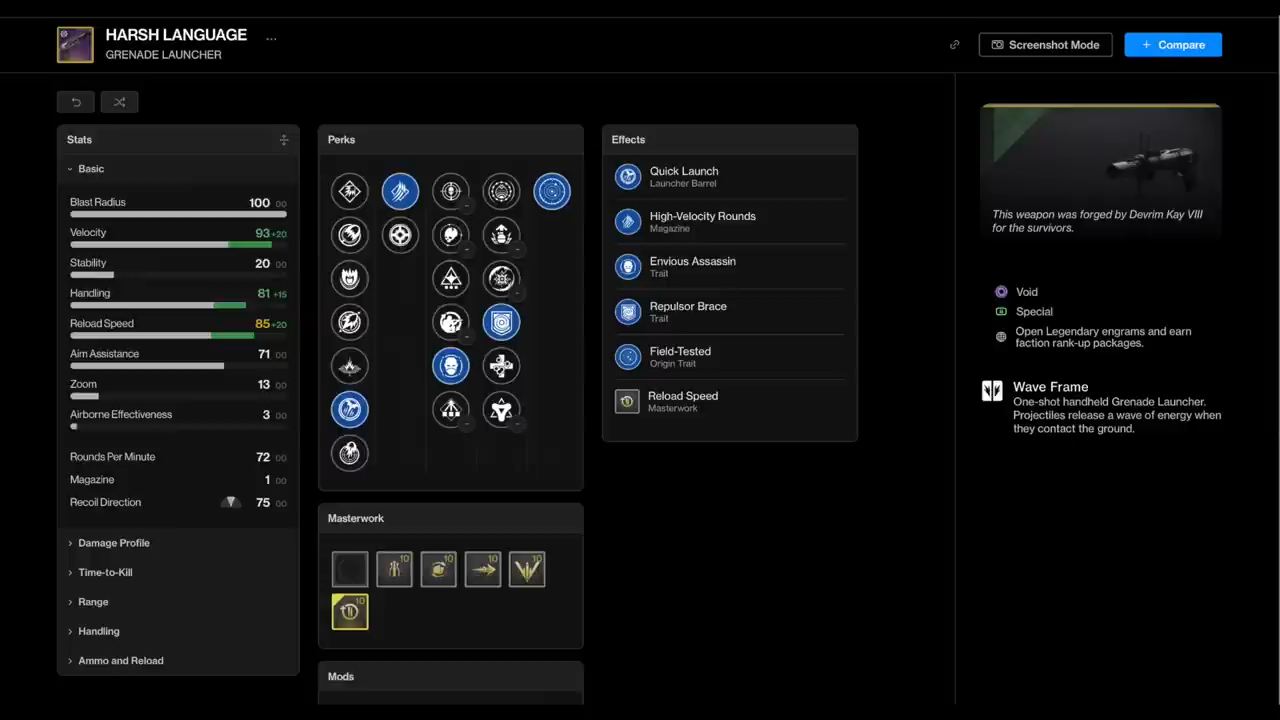 HARSH LANGUAGE
...
GRENADE LAUNCHER
Screenshot Mode
+ Compare
Stats
Basic
Blast Radius 100 00
Velocity 93 +20
Stability 20 00
Handling 81 +15
Reload Speed 85 +20
Aim Assistance 71 00
Zoom 13 00
Airborne Effectiveness 3 00
Rounds Per Minute 72 00
Magazine 1 00
Recoil Direction 75 00
Damage Profile
Time-to-Kill
Range
Handling
Ammo and Reload
Perks
Masterwork
10 10 10 10
10
Mods
Effects
Quick Launch
Launcher Barrel
High-Velocity Rounds
Magazine
Envious Assassin
Trait
Repulsor Brace
Trait
Field-Tested
Origin Trait
Reload Speed
Masterwork
This weapon was forged by Devrim Kay VIII
for the survivors.
Void
Special
Open Legendary engrams and earn
faction rank-up packages.
Wave Frame
One-shot handheld Grenade Launcher.
Projectiles release a wave of energy when
they contact the ground.